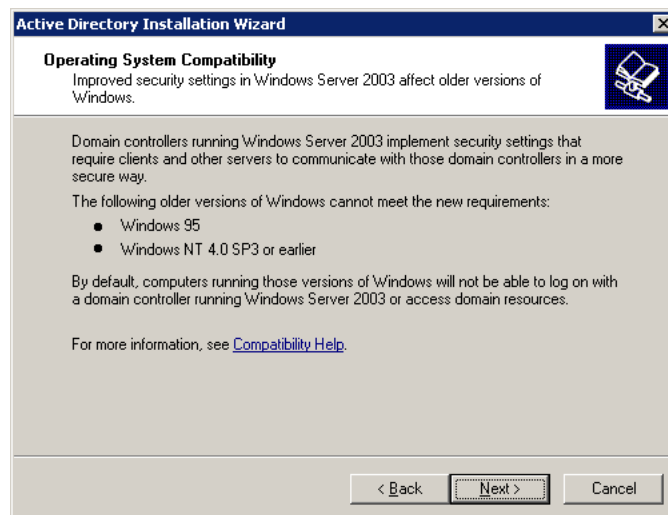 Active Directory Installation Wizard
Operating System Compatibility
Improved security settings in Windows Server 2003 affect older versions of
Windows.
Domain controllers running Windows Server 2003 implement security settings that
require clients and other servers to communicate with those domain controllers in a more
secure way.
The following older versions of Windows cannot meet the new requirements:
● Windows 95
● Windows NT 4.0 SP3 or earlier
By default, computers running those versions of Windows will not be able to log on with
a domain controller running Windows Server 2003 or access domain resources.
For more information, see Compatibility Help.
< Back Next > Cancel